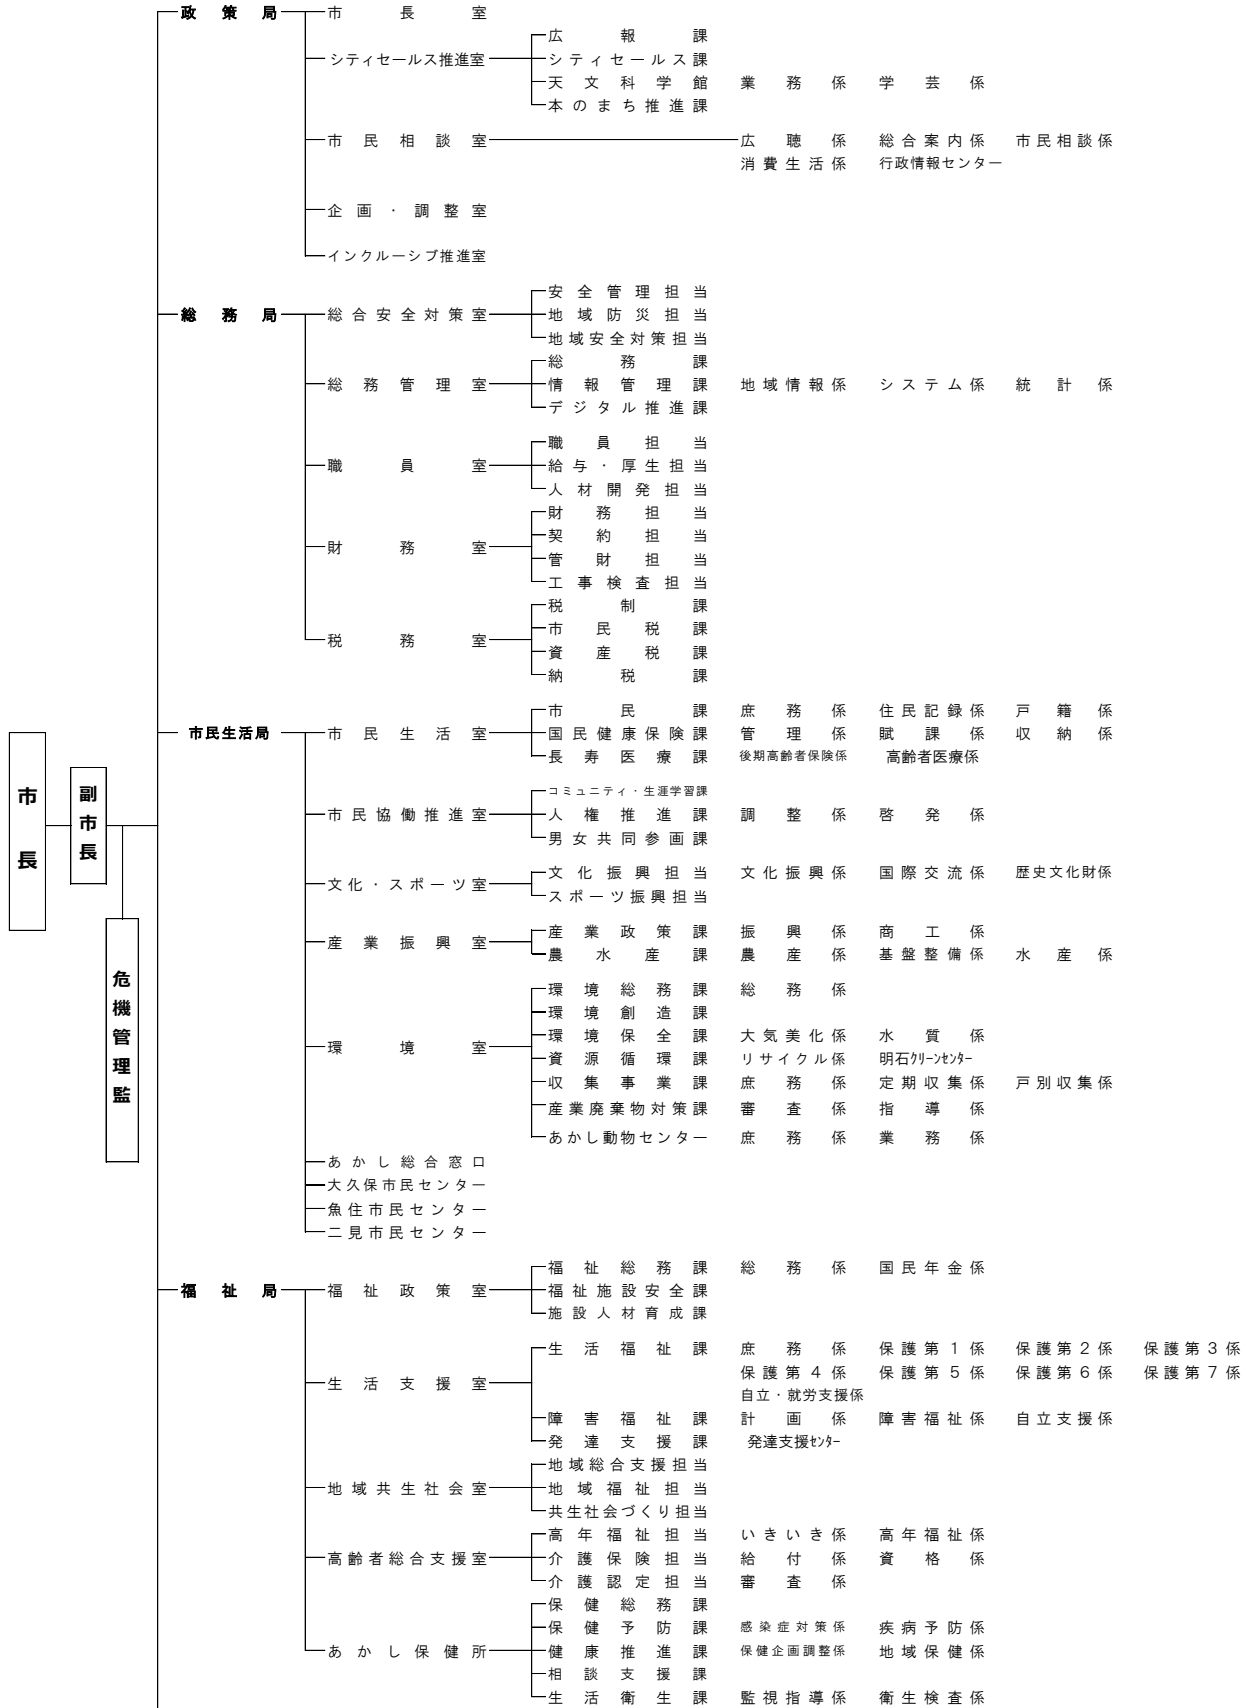 政策局 市長室
広報課
シティセールス推進室 シティセールス課
天文科学館 業務係 学芸係
本のまち推進課
市民相談室 広聴係 総合案内係 市民相談係
消費生活係 行政情報センター
企画・調整室
インクルーシブ推進室
安全管理担当
総務局 総合安全対策室 地域防災担当
地域安全対策担当
総務課
総務管理室 情報管理課 地域情報係 システム係 統計係
デジタル推進課
職員担当
職員室 給与・厚生担当
人材開発担当
財務担当
財務室 契約担当
管財担当
工事検査担当
税制課
税務室 市民税課
資産税課
納税課
市民課 庶務係 住民記録係 戸籍係
市民生活局 市民生活室 国民健康保険課 管理係 賦課係 収納係
長寿医療課 後期高齢者保険係 高齢者医療係
市長
副市長
危機管理監
コミュニティ・生涯学習課
市民協働推進室 人権推進課 調整係 啓発係
男女共同参画課
文化・スポーツ室 文化振興担当 文化振興係 国際交流係 歴史文化財係
スポーツ振興担当
産業振興室 産業政策課 振興係 商工係
農水産課 農産係 基盤整備係 水産係
環境総務課 総務係
環境創造課
環境室 環境保全課 大気美化係 水質係
資源循環課 リサイクル係 明石ｸﾘｰﾝｾﾝﾀｰ
収集事業課 庶務係 定期収集係 戸別収集係
産業廃棄物対策課 審査係 指導係
あかし動物センター 庶務係 業務係
あかし総合窓口
大久保市民センター
魚住市民センター
二見市民センター
福祉総務課 総務係 国民年金係
福祉局 福祉政策室 福祉施設安全課
施設人材育成課
生活福祉課 庶務係 保護第１係 保護第２係 保護第３係
生活支援室 保護第４係 保護第５係 保護第６係 保護第７係
自立・就労支援係
障害福祉課 計画係 障害福祉係 自立支援係
発達支援課 発達支援ｾﾝﾀｰ
地域総合支援担当
地域共生社会室 地域福祉担当
共生社会づくり担当
高年福祉担当 いきいき係 高年福祉係
高齢者総合支援室 介護保険担当 給付係 資格係
介護認定担当 審査係
保健総務課
保健予防課 感染症対策係 疾病予防係
あかし保健所 健康推進課 保健企画調整係 地域保健係
相談支援課
生活衛生課 監視指導係 衛生検査係